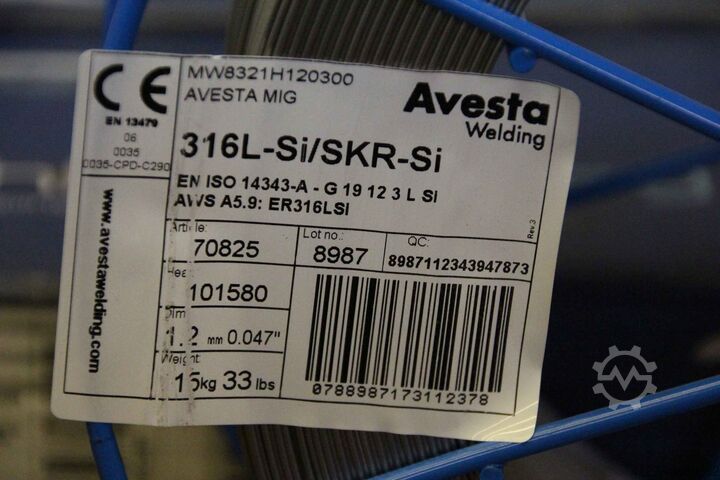 MW8321H120300
AVESTA MIG
Avesta
Welding
CE
EN 13479
06
0035
0035-CPD-C290
316L-Si/SKR-Si
EN ISO 14343-A - G 19 12 3 L SI
AWS A5.9: ER316LSI
Rev.3
www.avestawelding.com
Article:
70825
Lot no.:
8987
QC:
8987112343947873
Heat
101580
Dim
1.2 mm 0.047"
Weight
15kg 33 lbs
0788987173112378